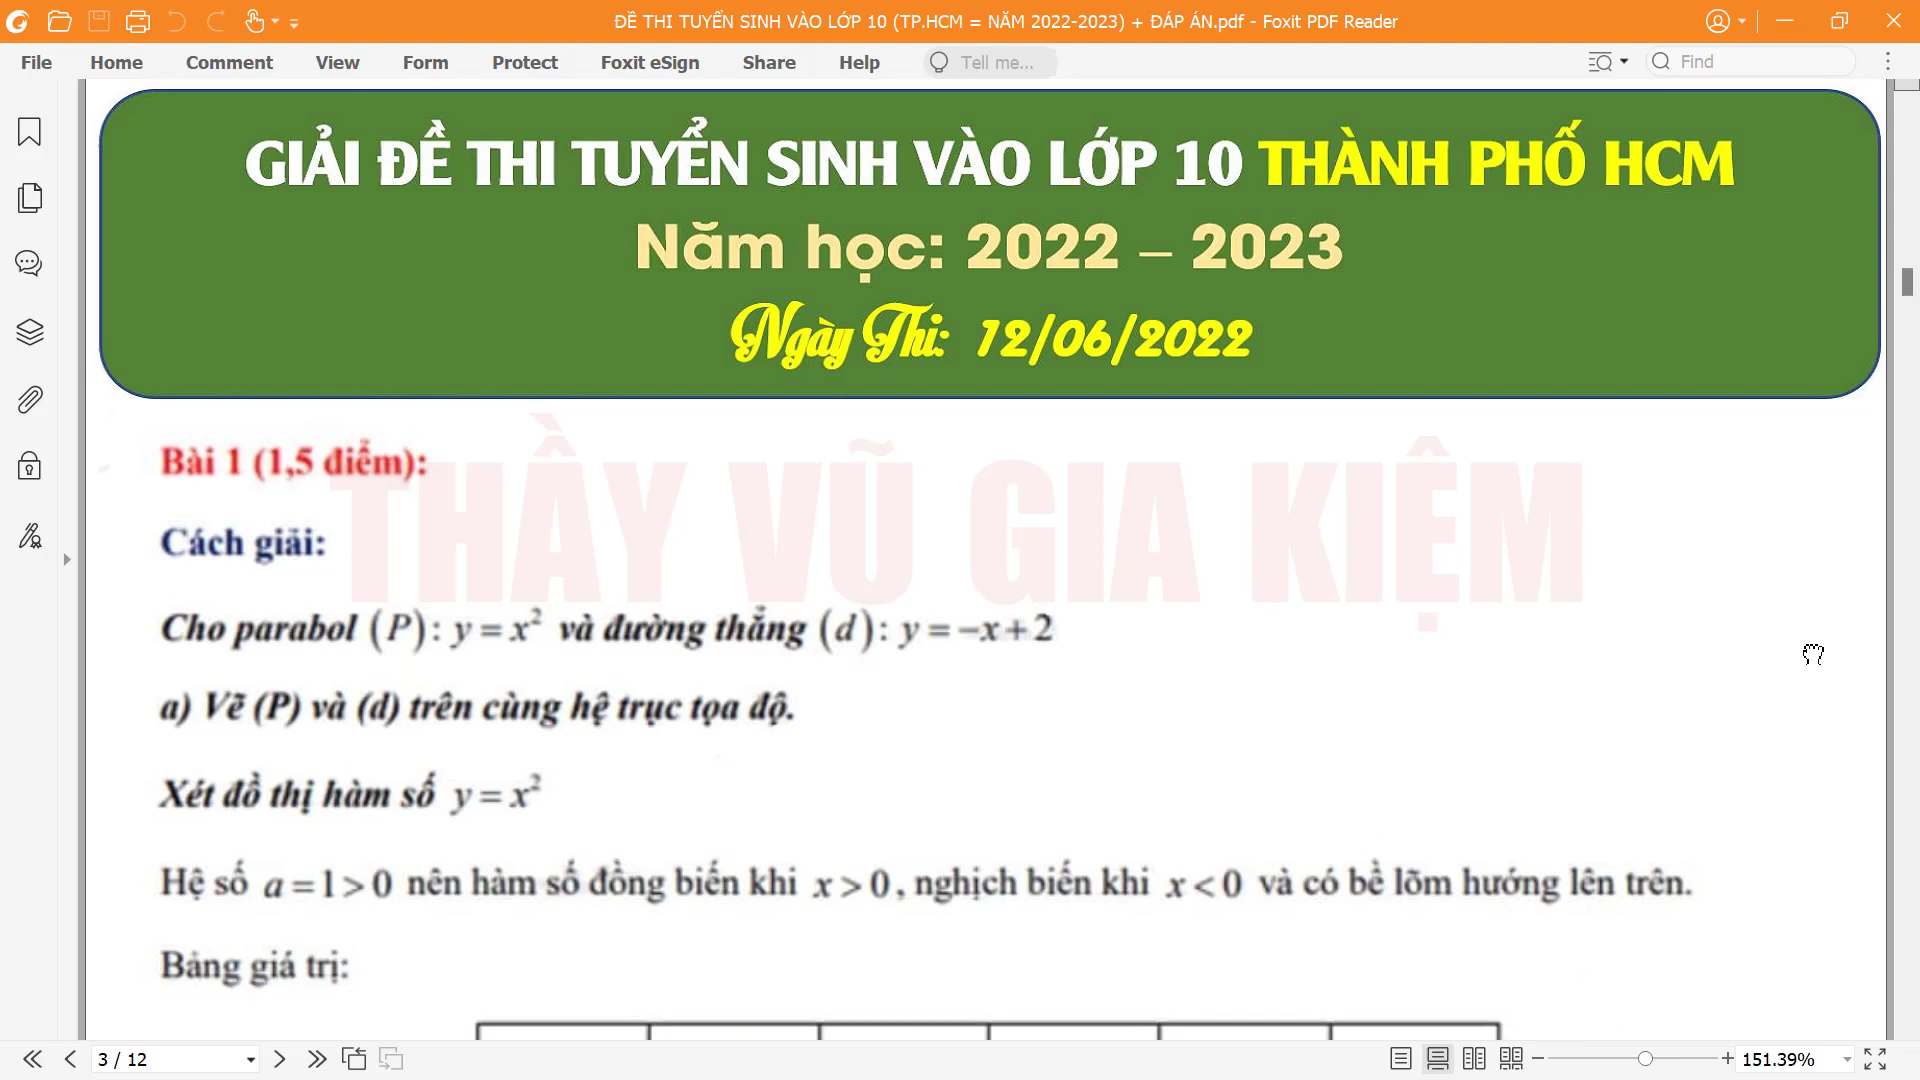 ĐỀ THI TUYỂN SINH VÀO LỚP 10 (TP.HCM = NĂM 2022-2023) + ĐÁP ÁN.pdf - Foxit PDF Reader
File Home Comment View Form Protect Foxit eSign Share Help Tell me... Find
GIẢI ĐỀ THI TUYỂN SINH VÀO LỚP 10 THÀNH PHỐ HCM
Năm học: 2022 – 2023
Ngày Thi: 12/06/2022
THẦY VŨ GIA KIỆM
Bài 1 (1,5 điểm):
Cách giải:
Cho parabol (P): y = x² và đường thẳng (d): y = −x + 2
a) Vẽ (P) và (d) trên cùng hệ trục tọa độ.
Xét đồ thị hàm số y = x²
Hệ số a = 1 > 0 nên hàm số đồng biến khi x > 0, nghịch biến khi x < 0 và có bề lõm hướng lên trên.
Bảng giá trị:
3 / 12 151.39%